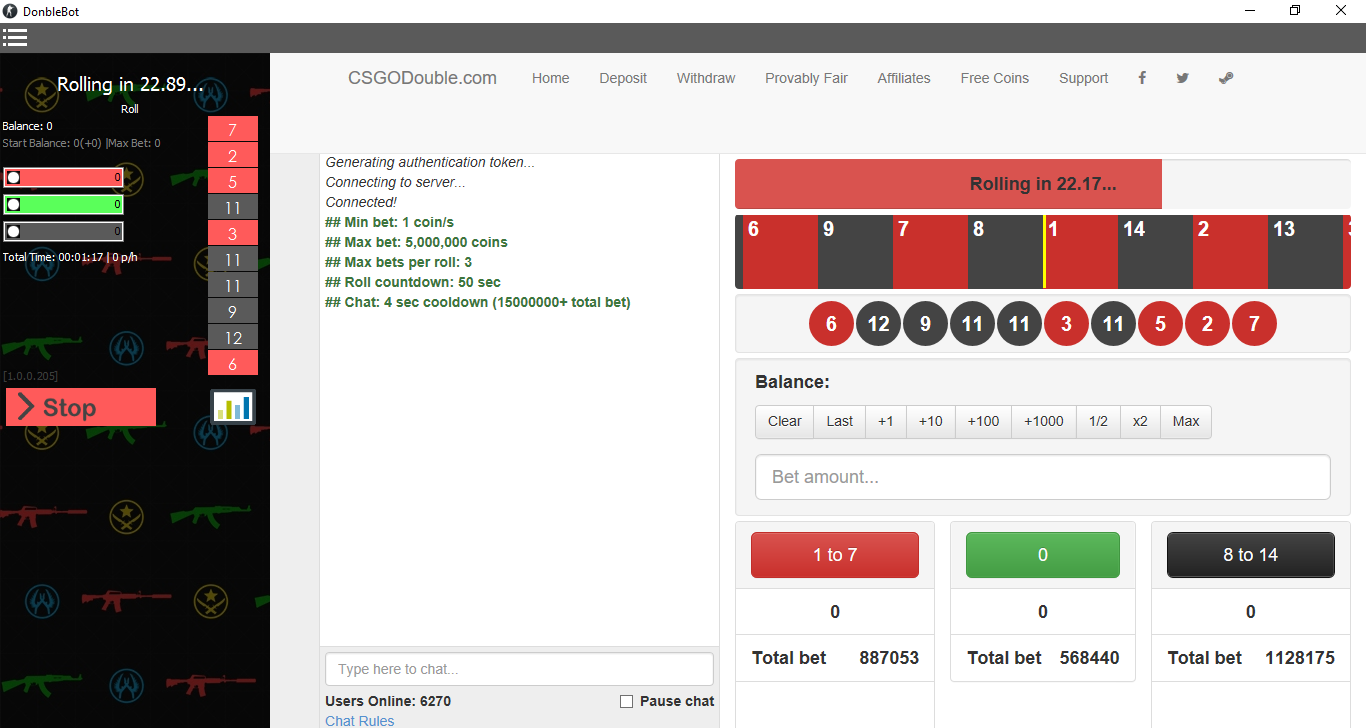 DonbleBot
Rolling in 22.89...
Roll
Balance: 0
Start Balance: 0(+0) |Max Bet: 0
0
0
0
Total Time: 00:01:17 | 0 p/h
7
2
5
11
3
11
11
9
12
6
[1.0.0.205]
Stop
CSGODouble.com Home Deposit Withdraw Provably Fair Affiliates Free Coins Support
Generating authentication token...
Connecting to server...
Connected!
## Min bet: 1 coin/s
## Max bet: 5,000,000 coins
## Max bets per roll: 3
## Roll countdown: 50 sec
## Chat: 4 sec cooldown (15000000+ total bet)
Type here to chat...
Users Online: 6270 Pause chat
Chat Rules
Rolling in 22.17...
6 9 7 8 1 14 2 13 3
6 12 9 11 11 3 11 5 2 7
Balance:
Clear Last +1 +10 +100 +1000 1/2 x2 Max
Bet amount...
1 to 7 0 8 to 14
0 0 0
Total bet 887053 Total bet 568440 Total bet 1128175